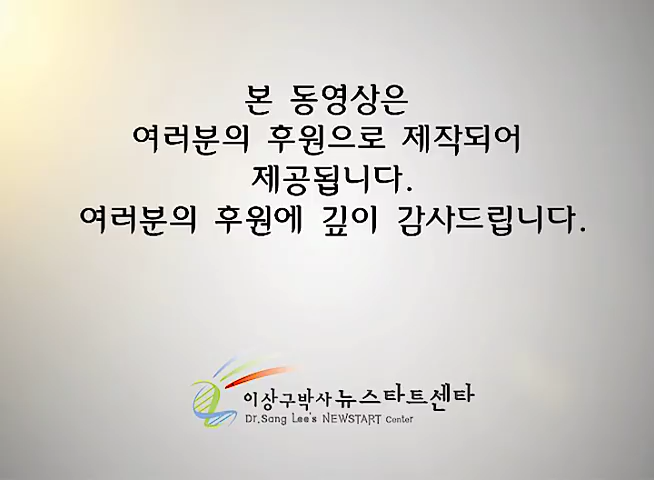 본 동영상은
여러분의 후원으로 제작되어
제공됩니다.
여러분의 후원에 깊이 감사드립니다.
이상구박사 뉴스타트센타
Dr.Sang Lee's NEWSTART Center